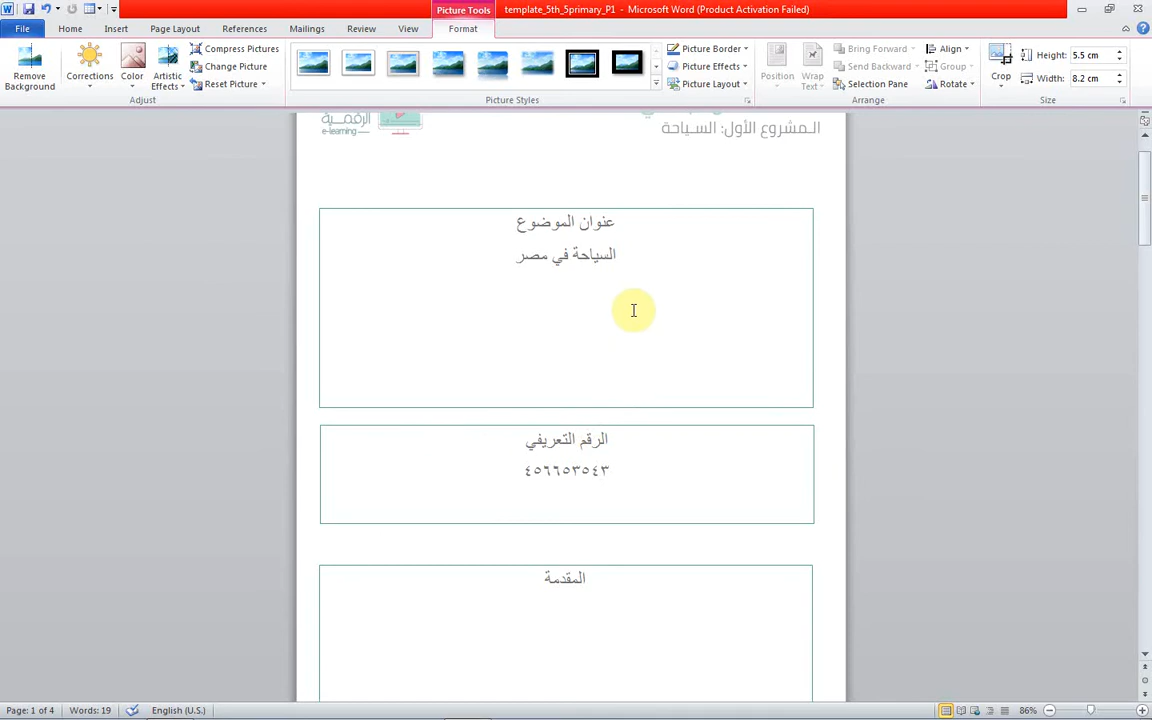 Picture Tools
template_5th_5primary_P1 - Microsoft Word (Product Activation Failed)
File Home Insert Page Layout References Mailings Review View Format
Remove Background
Corrections
Color
Artistic Effects
Compress Pictures
Change Picture
Reset Picture
Adjust
Picture Styles
Picture Border
Picture Effects
Picture Layout
Position
Wrap Text
Bring Forward
Send Backward
Selection Pane
Align
Group
Rotate
Arrange
Crop
Height: 5.5 cm
Width: 8.2 cm
Size
الرقمية
e-learning
المشروع الأول: السياحة
عنوان الموضوع
السياحة في مصر
الرقم التعريفي
٤٥٦٦٥٣٥٤٣
المقدمة
Page: 1 of 4 Words: 19 English (U.S.) 86%